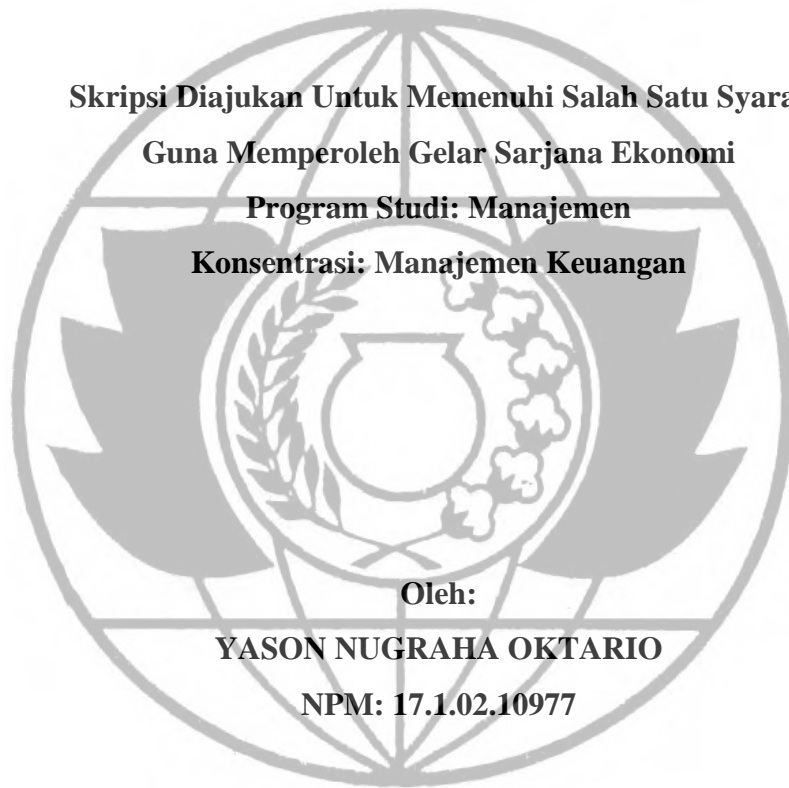 Skripsi Diajukan Untuk Memenuhi Salah Satu Syara
Guna Memperoleh Gelar Sarjana Ekonomi
Program Studi: Manajemen
Konsentrasi: Manajemen Keuangan
Oleh:
YASON NUGRAHA OKTARIO
NPM: 17.1.02.10977